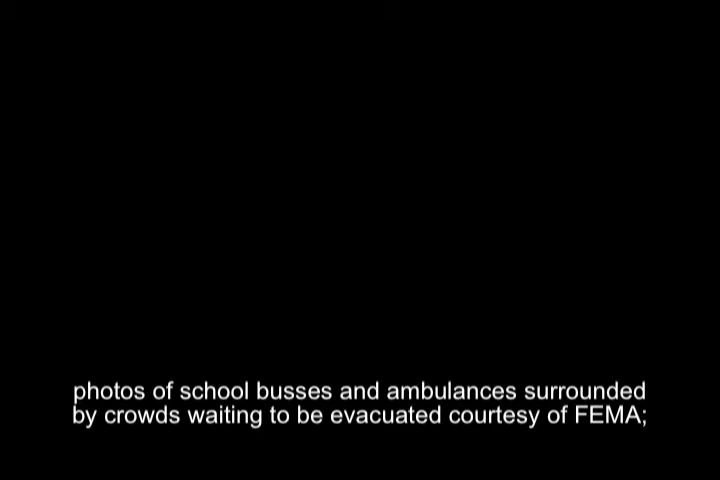 photos of school busses and ambulances surrounded
by crowds waiting to be evacuated courtesy of FEMA;